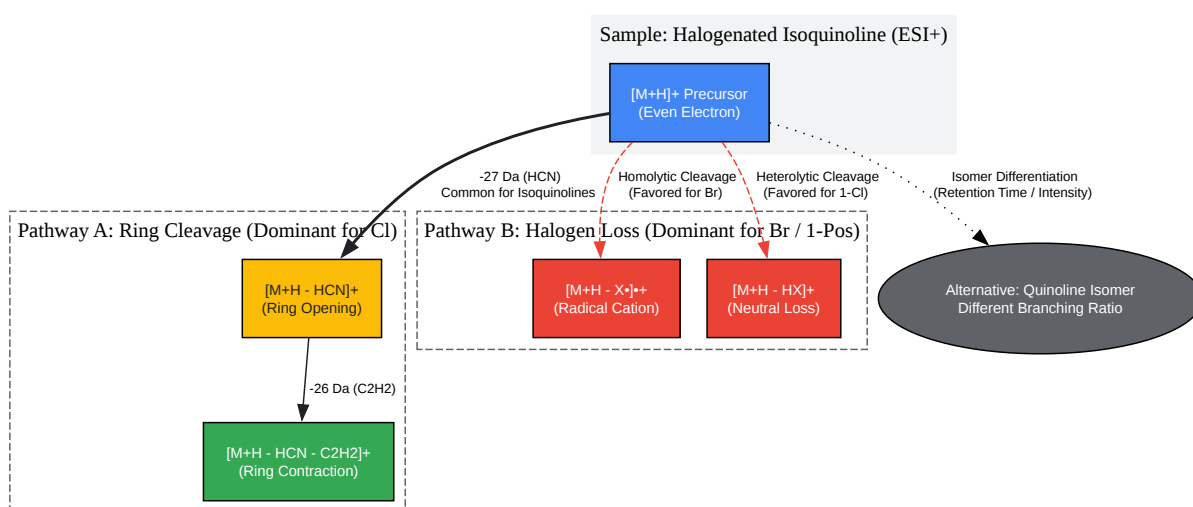 Sample: Halogenated Isoquinoline (ESI+)
[M+H]+ Precursor
(Even Electron)
-27 Da (HCN)
Common for Isoquinolines
Homolytic Cleavage
(Favored for Br)
Heterolytic Cleavage
(Favored for 1-Cl)
Isomer Differentiation
(Retention Time / Intensity)
Pathway A: Ring Cleavage (Dominant for Cl)
Pathway B: Halogen Loss (Dominant for Br / 1-Pos)
[M+H - HCN]+
(Ring Opening)
[M+H - X•]•+
(Radical Cation)
[M+H - HX]+
(Neutral Loss)
Alternative: Quinoline Isomer
Different Branching Ratio
-26 Da (C2H2)
[M+H - HCN - C2H2]+
(Ring Contraction)